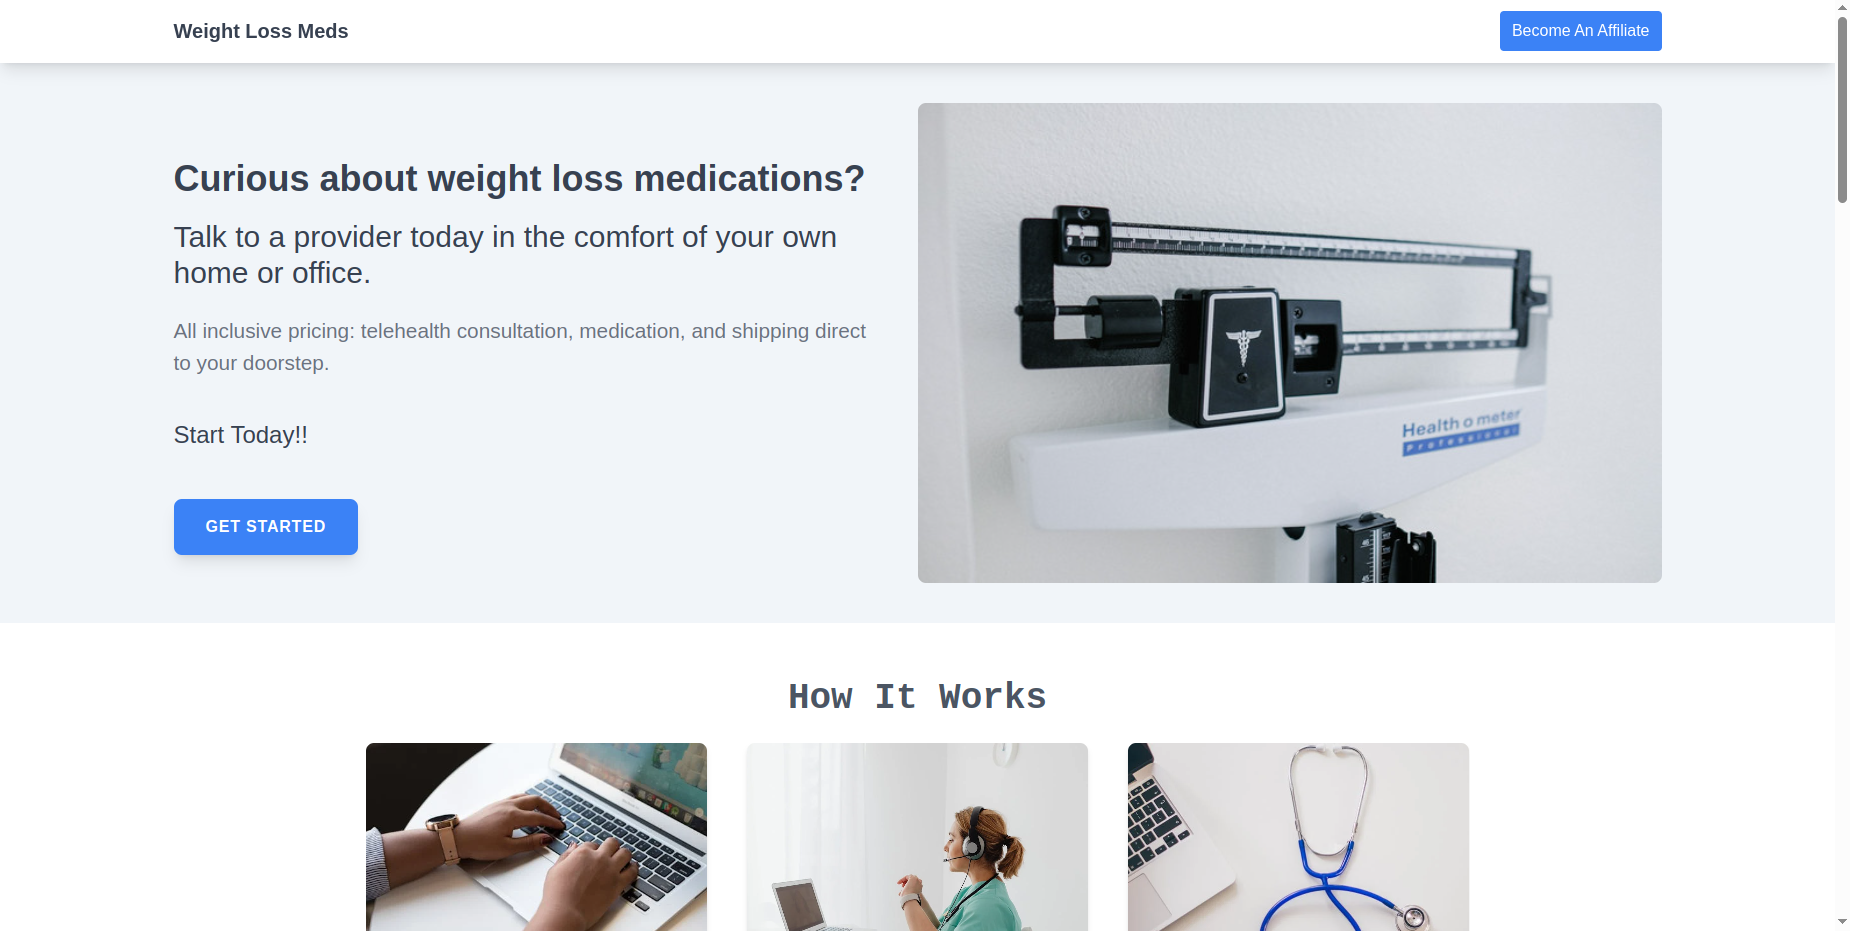 Weight Loss Meds
Become An Affiliate
Curious about weight loss medications?
Talk to a provider today in the comfort of your own
home or office.
All inclusive pricing: telehealth consultation, medication, and shipping direct
to your doorstep.
Start Today!!
GET STARTED
Health o meter
Professional
How It Works